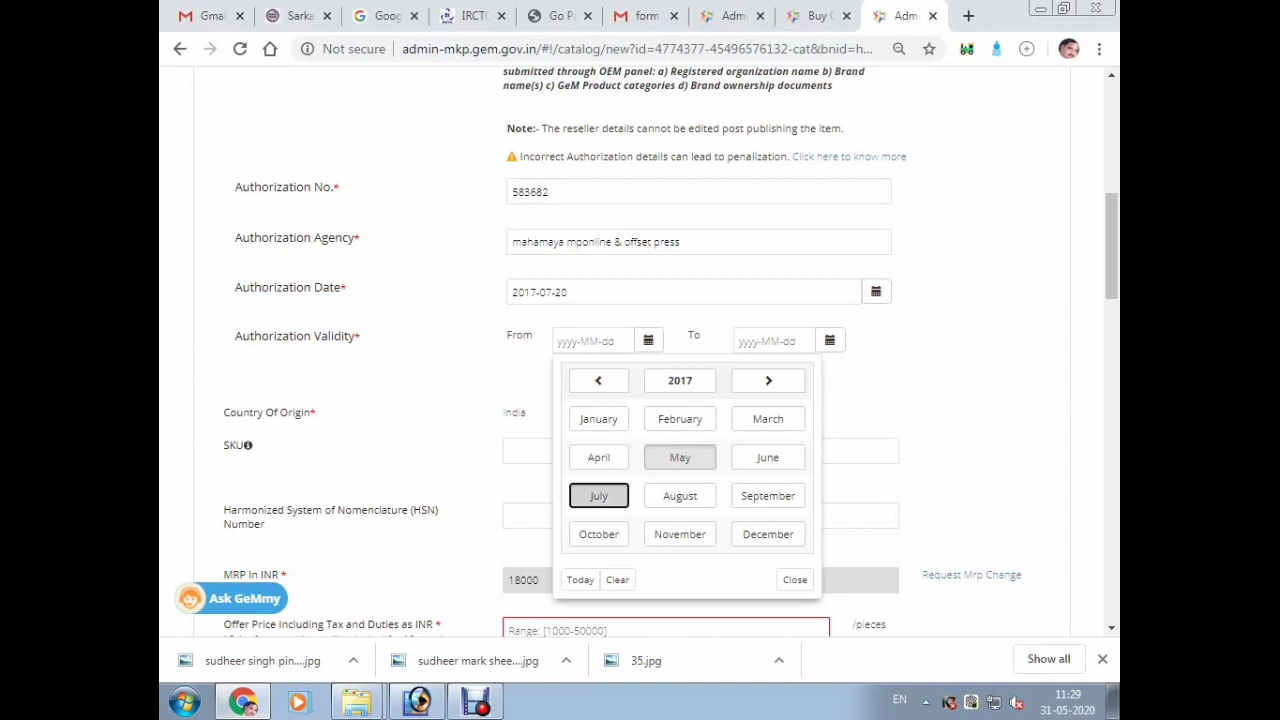 Gmai
Sarka
Goog
IRCTC
Go P
form
Adm
Buy
Adm
Not secure
admin-mkp.gem.gov.in/#!/catalog/new?id=4774377-45496576132-cat&bnid=h...
submitted through OEM panel: a) Registered organization name b) Brand
name(s) c) GeM Product categories d) Brand ownership documents
Note:- The reseller details cannot be edited post publishing the item.
Incorrect Authorization details can lead to penalization. Click here to know more
Authorization No.*
583682
Authorization Agency*
mahamaya mponline & offset press
Authorization Date*
2017-07-20
Authorization Validity*
From
yyyy-MM-dd
To
yyyy-MM-dd
2017
January February March
April May June
July August September
October November December
Today Clear Close
Country Of Origin*
India
SKU
Harmonized System of Nomenclature (HSN)
Number
MRP In INR *
18000
Request Mrp Change
Ask GeMmy
Offer Price Including Tax and Duties as INR *
Range: [1000-50000]
/pieces
sudheer singh pin....jpg
sudheer mark shee....jpg
35.jpg
Show all
EN
11:29
31-05-2020